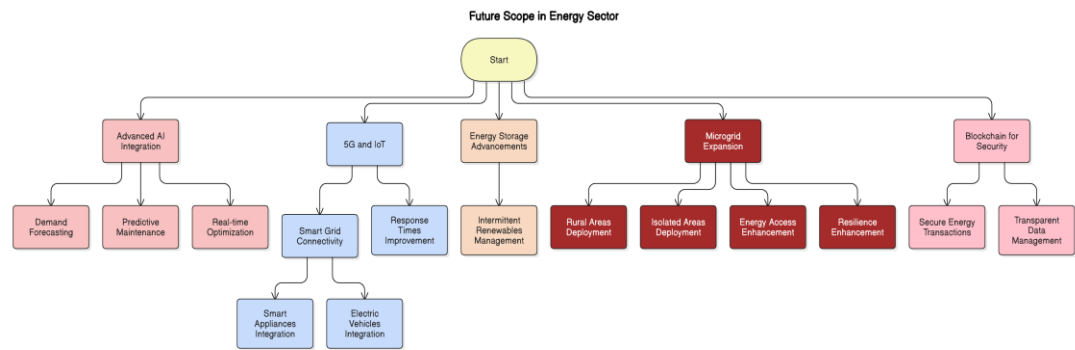 Future Scope in Energy Sector
Start
Advanced AI
Integration
5G and IoT
Energy Storage
Advancements
Microgrid
Expansion
Blockchain for
Security
Demand
Forecasting
Predictive
Maintenance
Real-time
Optimization
Smart Grid
Connectivity
Response
Times
Improvement
Intermittent
Renewables
Management
Rural Areas
Deployment
Isolated Areas
Deployment
Energy Access
Enhancement
Resilience
Enhancement
Secure Energy
Transactions
Transparent
Data
Management
Smart
Appliances
Integration
Electric
Vehicles
Integration